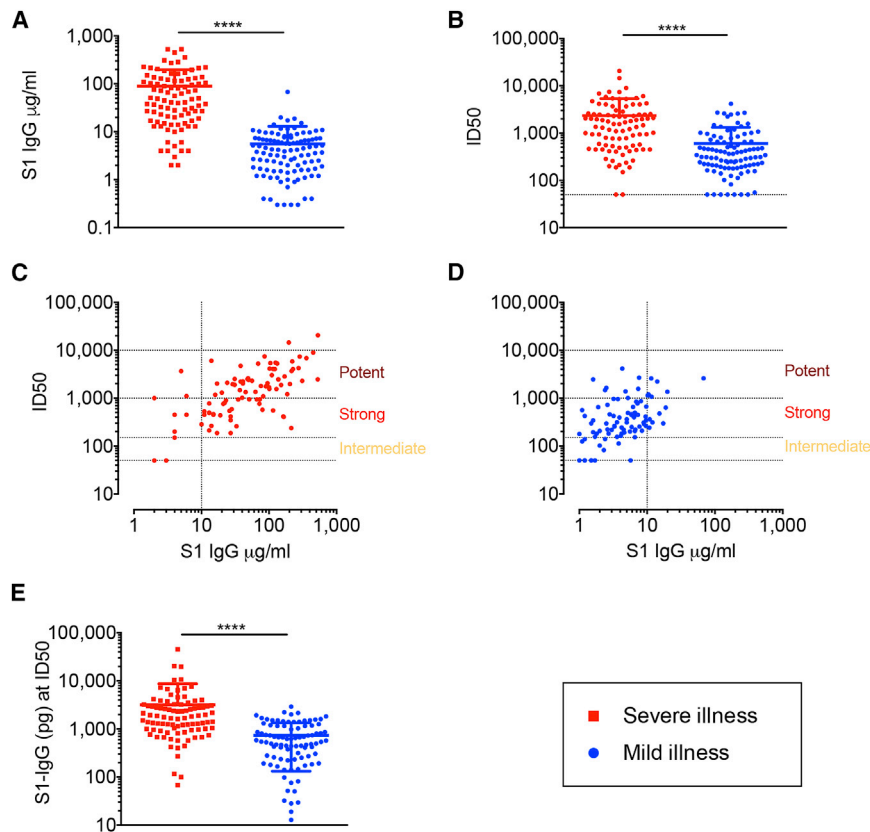 A
B
****
****
S1 IgG μg/ml
1,000
100
10
1
0.1
ID50
100,000
10,000
1,000
100
10
C
D
ID50
100,000
10,000
1,000
100
10
Potent
Strong
Intermediate
1 10 100 1,000
S1 IgG μg/ml
ID50
100,000
10,000
1,000
100
10
Potent
Strong
Intermediate
1 10 100 1,000
S1 IgG μg/ml
E
****
S1-IgG (pg) at ID50
100,000
10,000
1,000
100
10
Severe illness
Mild illness